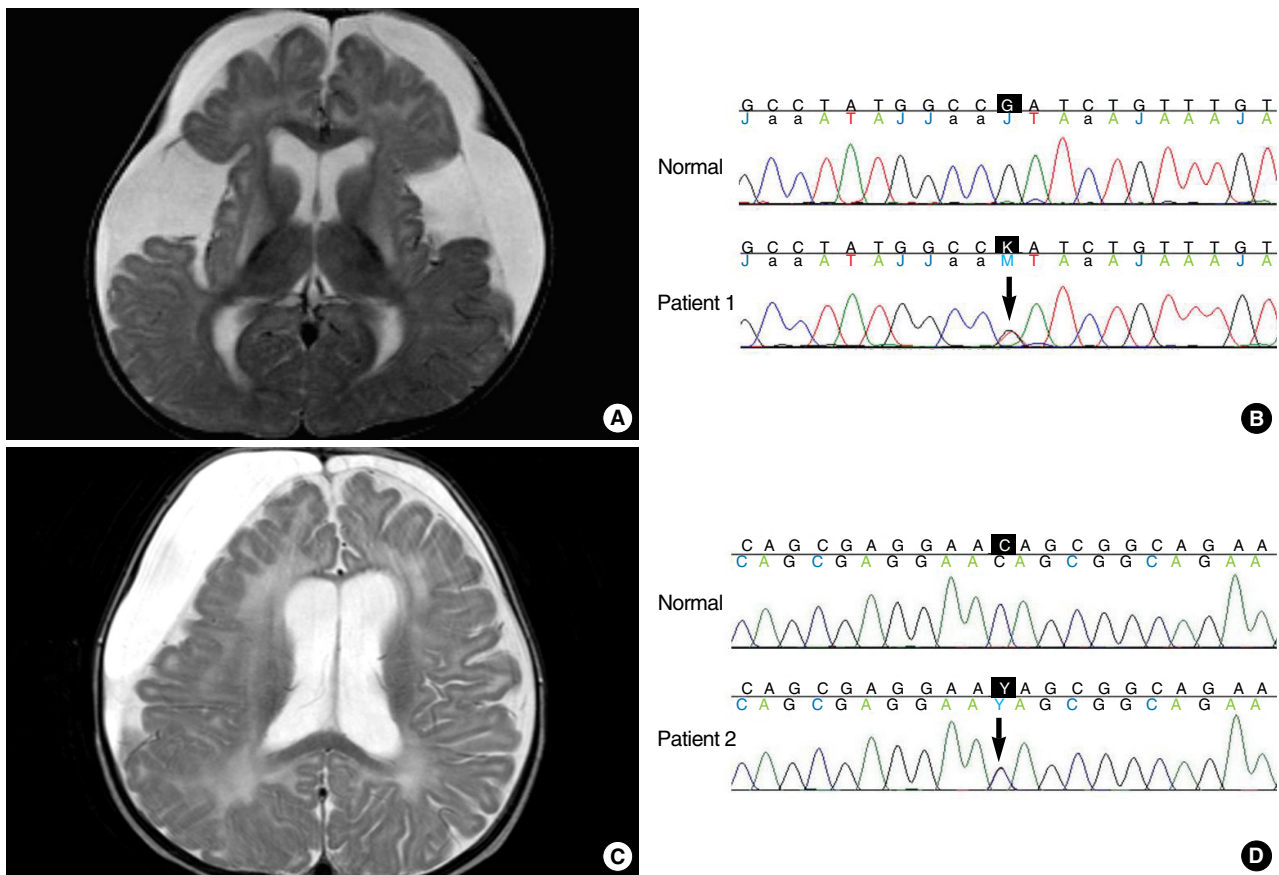 A
G C C T A T G G C C G A T C T G T T T G T
J a a A T A J J a a J T A a A J A A A J A
Normal
G C C T A T G G C C K A T C T G T T T G T
J a a A T A J J a a M T A a A J A A A J A
Patient 1
B
C
C A G C G A G G A A C A G C G G C A G A A
C A G C G A G G A A C A G C G G C A G A A
Normal
C A G C G A G G A A Y A G C G G C A G A A
C A G C G A G G A A Y A G C G G C A G A A
Patient 2
D